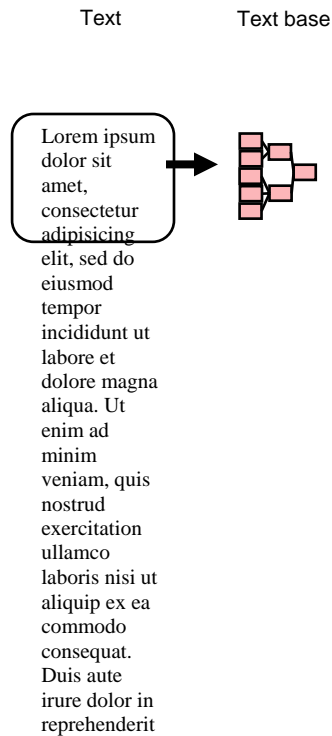 Text
Text base
Lorem ipsum
dolor sit
amet,
consectetur
adipisicing
elit, sed do
eiusmod
tempor
incididunt ut
labore et
dolore magna
aliqua. Ut
enim ad
minim
veniam, quis
nostrud
exercitation
ullamco
laboris nisi ut
aliquip ex ea
commodo
consequat.
Duis aute
irure dolor in
reprehenderit